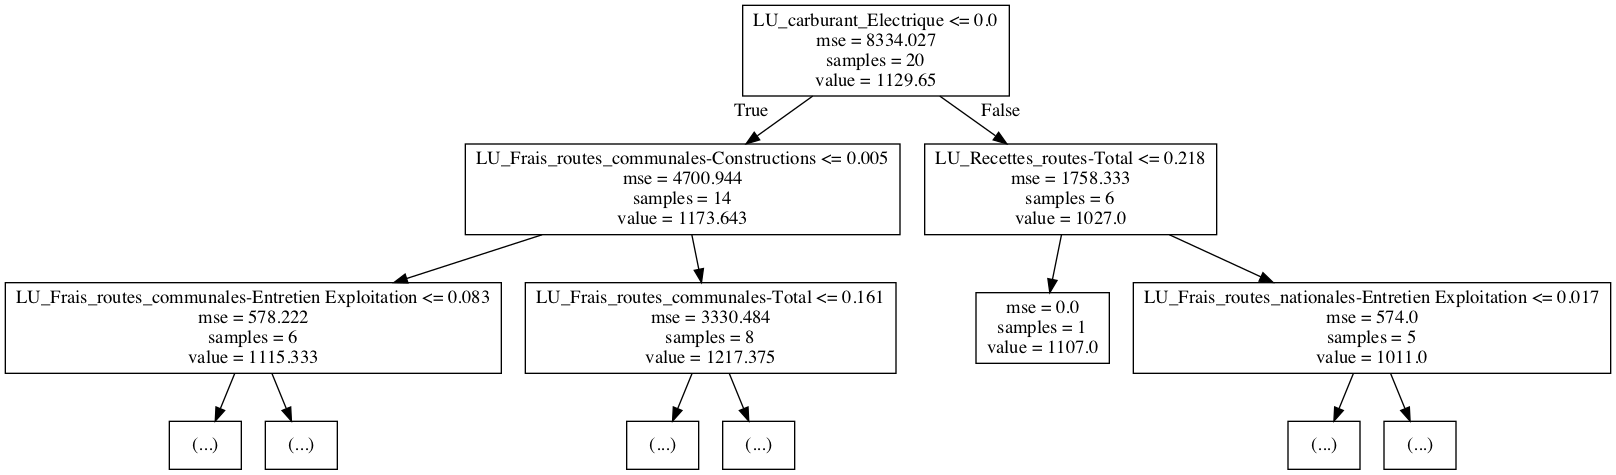 LU_carburant_Electrique <= 0.0
mse = 8334.027
samples = 20
value = 1129.65
True
False
LU_Frais_routes_communales-Constructions <= 0.005
mse = 4700.944
samples = 14
value = 1173.643
LU_Recettes_routes-Total <= 0.218
mse = 1758.333
samples = 6
value = 1027.0
LU_Frais_routes_communales-Entretien Exploitation <= 0.083
mse = 578.222
samples = 6
value = 1115.333
LU_Frais_routes_communales-Total <= 0.161
mse = 3330.484
samples = 8
value = 1217.375
mse = 0.0
samples = 1
value = 1107.0
LU_Frais_routes_nationales-Entretien Exploitation <= 0.017
mse = 574.0
samples = 5
value = 1011.0
(...)
(...)
(...)
(...)
(...)
(...)